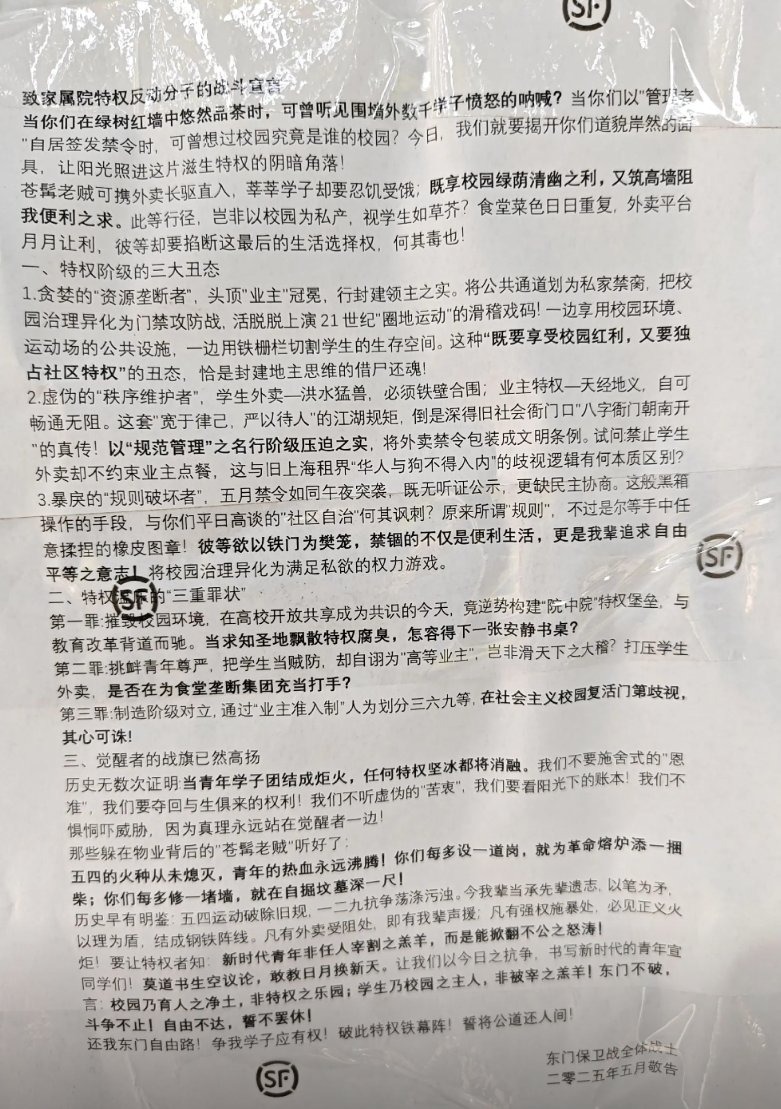 SF
致家属院特权反动分子的战斗宣言
当你们在绿树红墙中悠然品茶时，可曾听见围墙外数千学子愤怒的呐喊？当你们以"管理者
"自居签发禁令时，可曾想过校园究竟是谁的校园？今日，我们就要揭开你们道貌岸然的面
具，让阳光照进这片滋生特权的阴暗角落！
苍髯老贼可携外卖长驱直入，莘莘学子却要忍饥受饿；既享校园绿荫清幽之利，又筑高墙阻
我便利之求。此等行径，岂非以校园为私产，视学生如草芥？食堂菜色日日重复，外卖平台
月月让利，彼等却要掐断这最后的生活选择权，何其毒也！
一、特权阶级的三大丑态
1.贪婪的"资源垄断者"，头顶"业主"冠冕，行封建领主之实。将公共通道划为私家禁脔，把校
园治理异化为门禁攻防战，活脱脱上演21世纪"圈地运动"的滑稽戏码！一边享用校园环境、
运动场的公共设施，一边用铁栅栏切割学生的生存空间。这种"既要享受校园红利，又要独
占社区特权"的丑态，恰是封建地主思维的借尸还魂！
2.虚伪的"秩序维护者"，学生外卖—洪水猛兽，必须铁壁合围；业主特权—天经地义，自可
畅通无阻。这套"宽于律己，严以待人"的江湖规矩，倒是深得旧社会衙门口"八字衙门朝南开
"的真传！以"规范管理"之名行阶级压迫之实，将外卖禁令包装成文明条例。试问:禁止学生
外卖却不约束业主点餐，这与旧上海租界"华人与狗不得入内"的歧视逻辑有何本质区别？
3.暴戾的"规则破坏者"，五月禁令如同午夜突袭，既无听证公示，更缺民主协商。这般黑箱
操作的手段，与你们平日高谈的"社区自治"何其讽刺？原来所谓"规则"，不过是尔等手中任
意揉捏的橡皮图章！彼等欲以铁门为樊笼，禁锢的不仅是便利生活，更是我辈追求自由
平等之意志！将校园治理异化为满足私欲的权力游戏。
SF
二、特权 的"三重罪状"
SF
第一罪:摧毁校园环境，在高校开放共享成为共识的今天，竟逆势构建"院中院"特权堡垒，与
教育改革背道而驰。当求知圣地飘散特权腐臭，怎容得下一张安静书桌？
第二罪:挑衅青年尊严，把学生当贼防，却自诩为"高等业主"，岂非滑天下之大稽？打压学生
外卖，是否在为食堂垄断集团充当打手？
第三罪:制造阶级对立,通过"业主准入制"人为划分三六九等,在社会主义校园复活门第歧视，
其心可诛！
三、觉醒者的战旗已然高扬
历史无数次证明:当青年学子团结成炬火，任何特权坚冰都将消融。我们不要施舍式的"恩
准"，我们要夺回与生俱来的权利！我们不听虚伪的"苦衷"，我们要看阳光下的账本！我们不
惧恫吓威胁，因为真理永远站在觉醒者一边！
那些躲在物业背后的"苍髯老贼"听好了：
五四的火种从未熄灭，青年的热血永远沸腾！你们每多设一道岗，就为革命熔炉添一捆
柴；你们每多修一堵墙，就在自掘坟墓深一尺！
历史早有明鉴：五四运动破除旧规，一二九抗争荡涤污浊。今我辈当承先辈遗志，以笔为矛，
以理为盾，结成钢铁阵线。凡有外卖受阻处，即有我辈声援；凡有强权施暴处，必见正义火
炬！要让特权者知：新时代青年非任人宰割之羔羊，而是能掀翻不公之怒涛！
同学们！莫道书生空议论，敢教日月换新天。让我们以今日之抗争，书写新时代的青年宣
言：校园乃育人之净土，非特权之乐园；学生乃校园之主人，非被宰之羔羊！东门不破，
斗争不止！自由不达，誓不罢休！
还我东门自由路！争我学子应有权！破此特权铁幕阵！誓将公道还人间！
东门保卫战全体战士
二零二五年五月敬告
SF